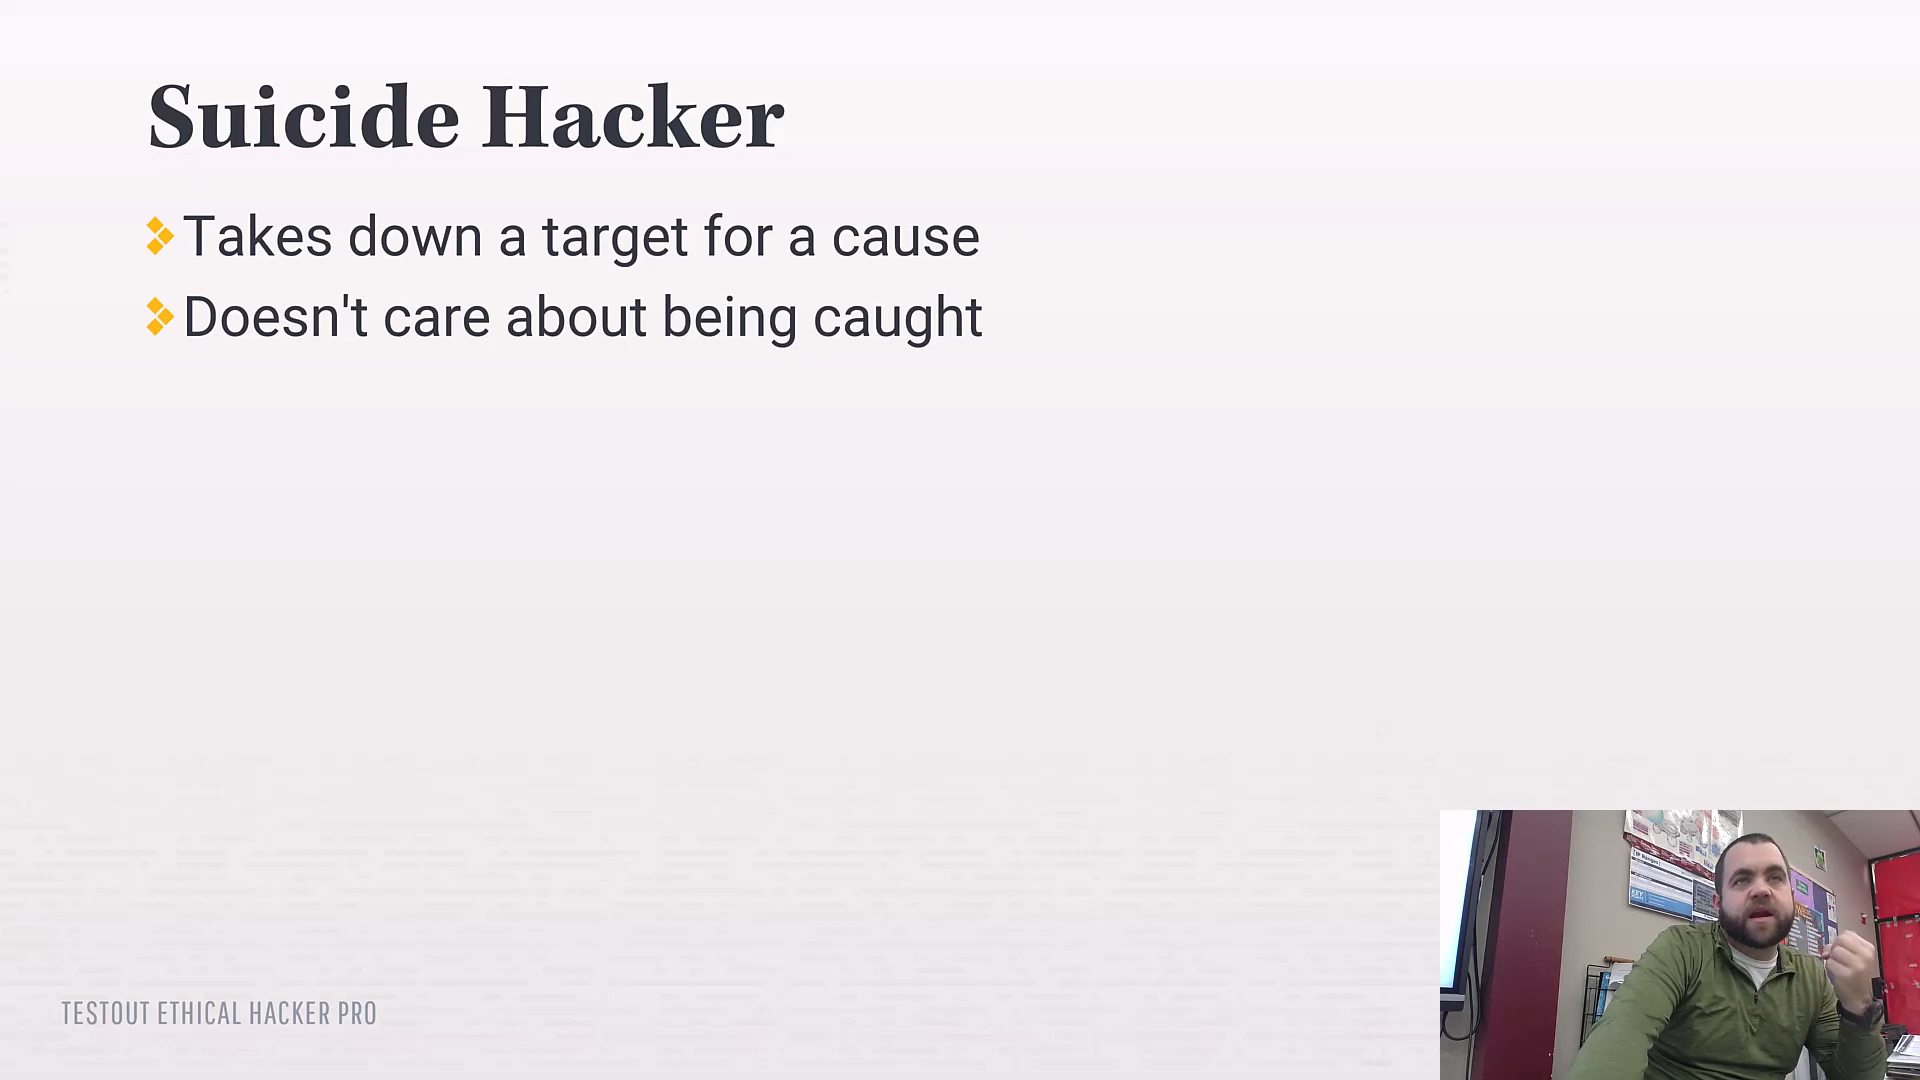 Suicide Hacker
Takes down a target for a cause
Doesn't care about being caught
TESTOUT ETHICAL HACKER PRO